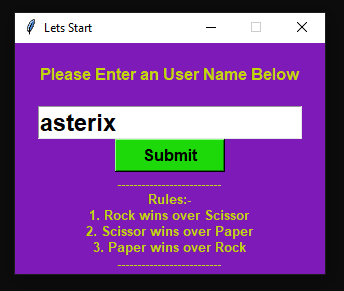 Lets Start
Please Enter an User Name Below
asterix
Submit
--------------------------
Rules:-
1. Rock wins over Scissor
2. Scissor wins over Paper
3. Paper wins over Rock
--------------------------